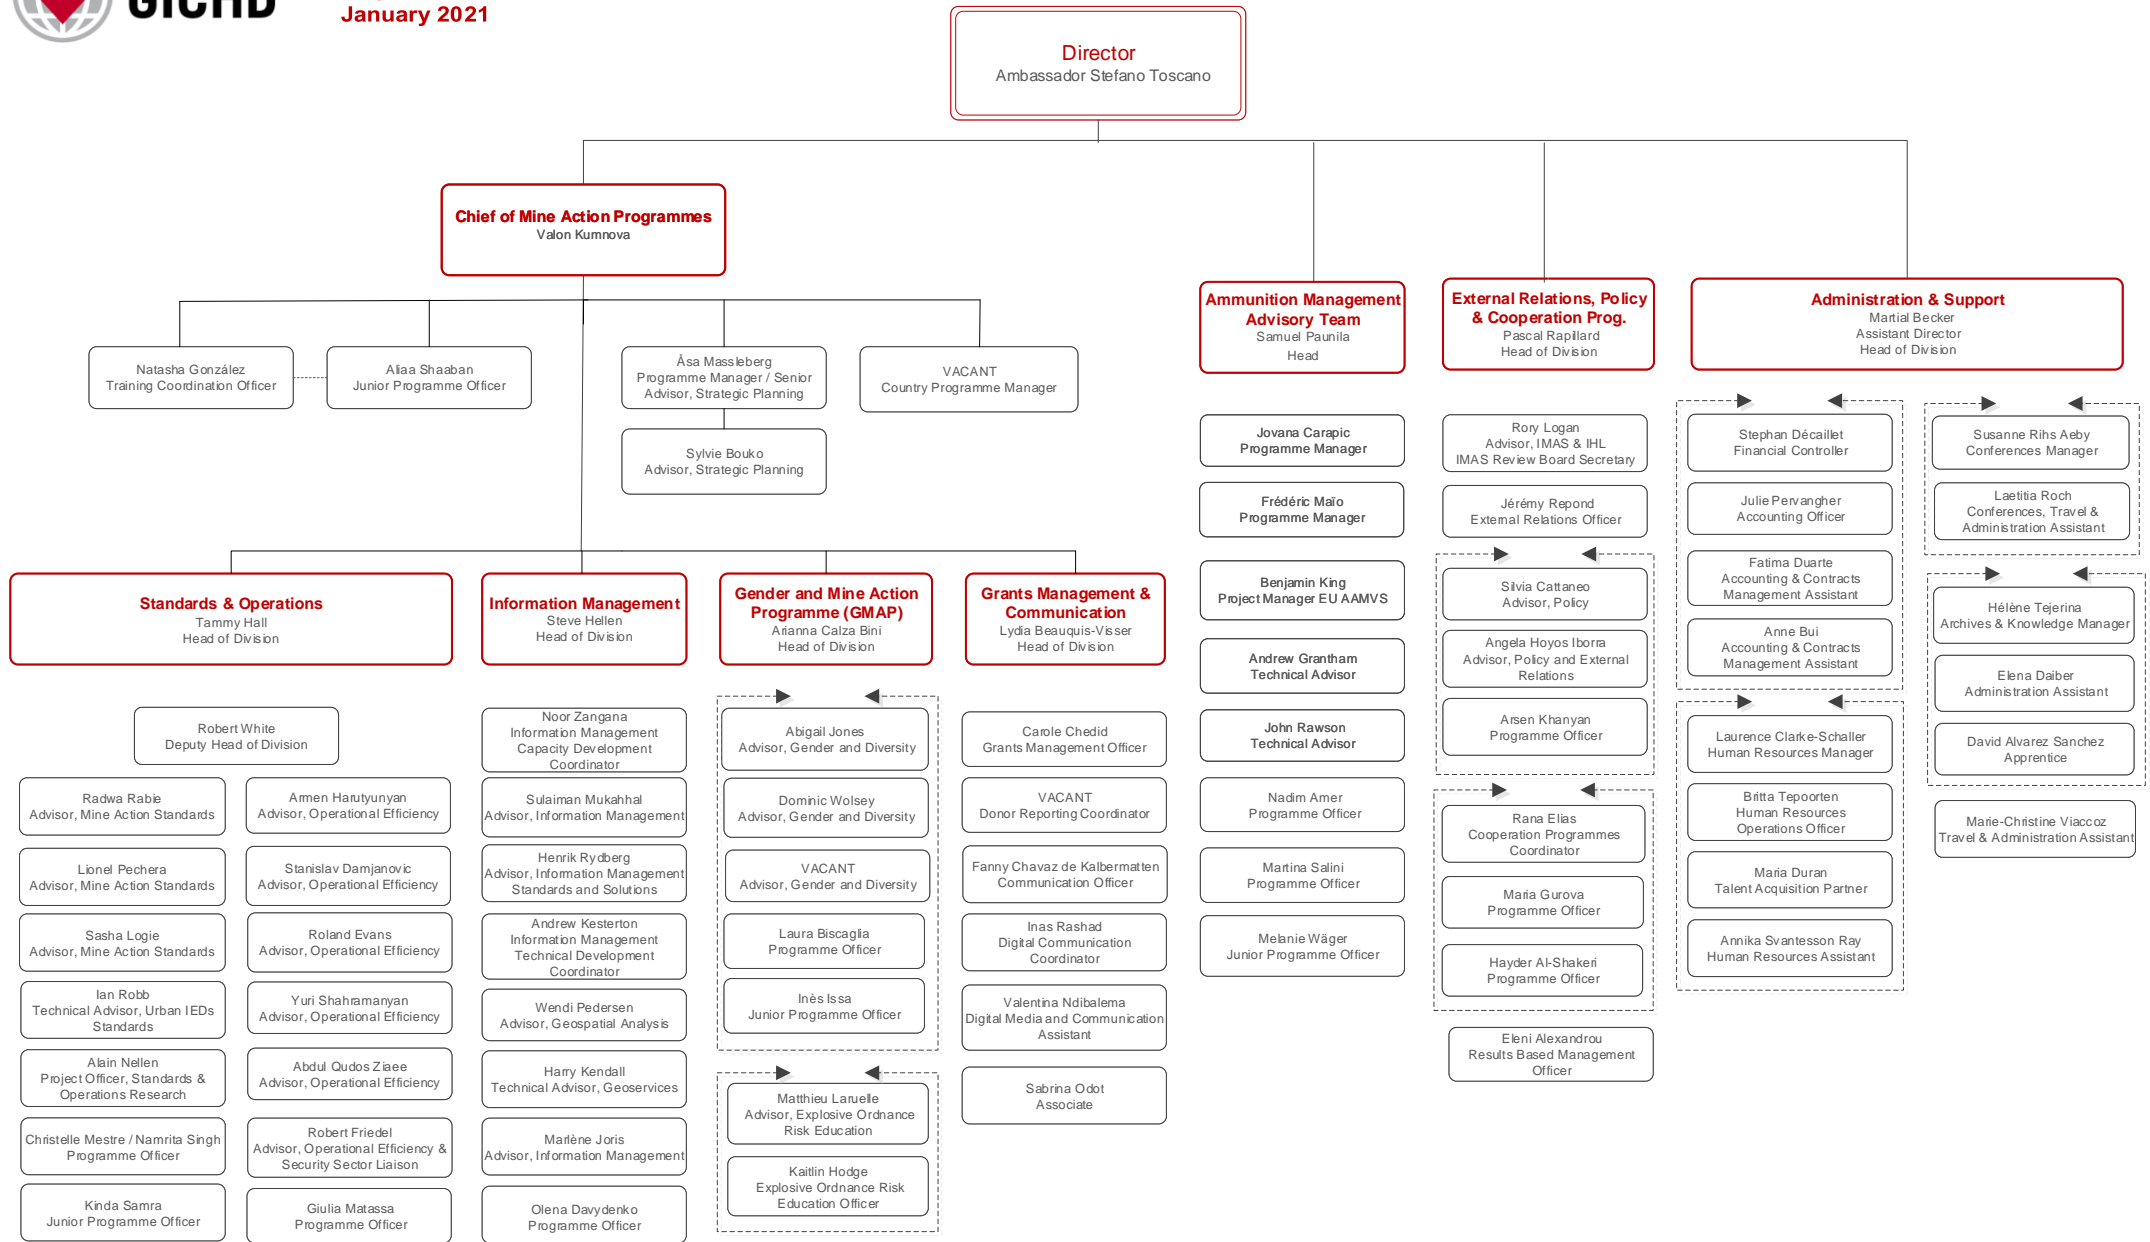 GICHD
January 2021
Director
Ambassador Stefano Toscano
Chief of Mine Action Programmes
Valon Kumnova
Natasha González
Training Coordination Officer
Aliaa Shaaban
Junior Programme Officer
Åsa Massleberg
Programme Manager / Senior
Advisor, Strategic Planning
VACANT
Country Programme Manager
Sylvie Bouko
Advisor, Strategic Planning
Standards & Operations
Tammy Hall
Head of Division
Robert White
Deputy Head of Division
Radwa Rabie
Advisor, Mine Action Standards
Lionel Pechera
Advisor, Mine Action Standards
Sasha Logie
Advisor, Mine Action Standards
Ian Robb
Technical Advisor, Urban IEDs
Standards
Alain Nellen
Project Officer, Standards &
Operations Research
Christelle Mestre / Namrita Singh
Programme Officer
Kinda Samra
Junior Programme Officer
Armen Harutyunyan
Advisor, Operational Efficiency
Stanislav Damjanovic
Advisor, Operational Efficiency
Roland Evans
Advisor, Operational Efficiency
Yuri Shahramanyan
Advisor, Operational Efficiency
Abdul Qudos Ziaee
Advisor, Operational Efficiency
Robert Friedel
Advisor, Operational Efficiency &
Security Sector Liaison
Giulia Matassa
Programme Officer
Information Management
Steve Hellen
Head of Division
Noor Zangana
Information Management
Capacity Development
Coordinator
Sulaiman Mukahhal
Advisor, Information Management
Henrik Rydberg
Advisor, Information Management
Standards and Solutions
Andrew Kesterton
Information Management
Technical Development
Coordinator
Wendi Pedersen
Advisor, Geospatial Analysis
Harry Kendall
Technical Advisor, Geoservices
Marlène Joris
Advisor, Information Management
Olena Davydenko
Programme Officer
Gender and Mine Action
Programme (GMAP)
Arianna Calza Bini
Head of Division
Abigail Jones
Advisor, Gender and Diversity
Dominic Wolsey
Advisor, Gender and Diversity
VACANT
Advisor, Gender and Diversity
Laura Biscaglia
Programme Officer
Inès Issa
Junior Programme Officer
Matthieu Laruelle
Advisor, Explosive Ordnance
Risk Education
Kaitlin Hodge
Explosive Ordnance Risk
Education Officer
Grants Management &
Communication
Lydia Beauquis-Visser
Head of Division
Carole Chedid
Grants Management Officer
VACANT
Donor Reporting Coordinator
Fanny Chavaz de Kalbermatten
Communication Officer
Inas Rashad
Digital Communication
Coordinator
Valentina Ndibalema
Digital Media and Communication
Assistant
Sabrina Odot
Associate
Ammunition Management
Advisory Team
Samuel Paunila
Head
Jovana Carapic
Programme Manager
Frédéric Maïo
Programme Manager
Benjamin King
Project Manager EU AAMVS
Andrew Grantham
Technical Advisor
John Rawson
Technical Advisor
Nadim Amer
Programme Officer
Martina Salini
Programme Officer
Melanie Wäger
Junior Programme Officer
External Relations, Policy
& Cooperation Prog.
Pascal Rapillard
Head of Division
Rory Logan
Advisor, IMAS & IHL
IMAS Review Board Secretary
Jérémy Repond
External Relations Officer
Silvia Cattaneo
Advisor, Policy
Angela Hoyos Iborra
Advisor, Policy and External
Relations
Arsen Khanyan
Programme Officer
Rana Elias
Cooperation Programmes
Coordinator
Maria Gurova
Programme Officer
Hayder Al-Shakeri
Programme Officer
Eleni Alexandrou
Results Based Management
Officer
Administration & Support
Martial Becker
Assistant Director
Head of Division
Stephan Décaillet
Financial Controller
Julie Pervangher
Accounting Officer
Fatima Duarte
Accounting & Contracts
Management Assistant
Anne Bui
Accounting & Contracts
Management Assistant
Laurence Clarke-Schaller
Human Resources Manager
Britta Tepoorten
Human Resources
Operations Officer
Maria Duran
Talent Acquisition Partner
Annika Svantesson Ray
Human Resources Assistant
Susanne Rihs Aeby
Conferences Manager
Laetitia Roch
Conferences, Travel &
Administration Assistant
Hélène Tejerina
Archives & Knowledge Manager
Elena Daiber
Administration Assistant
David Alvarez Sanchez
Apprentice
Marie-Christine Viaccoz
Travel & Administration Assistant